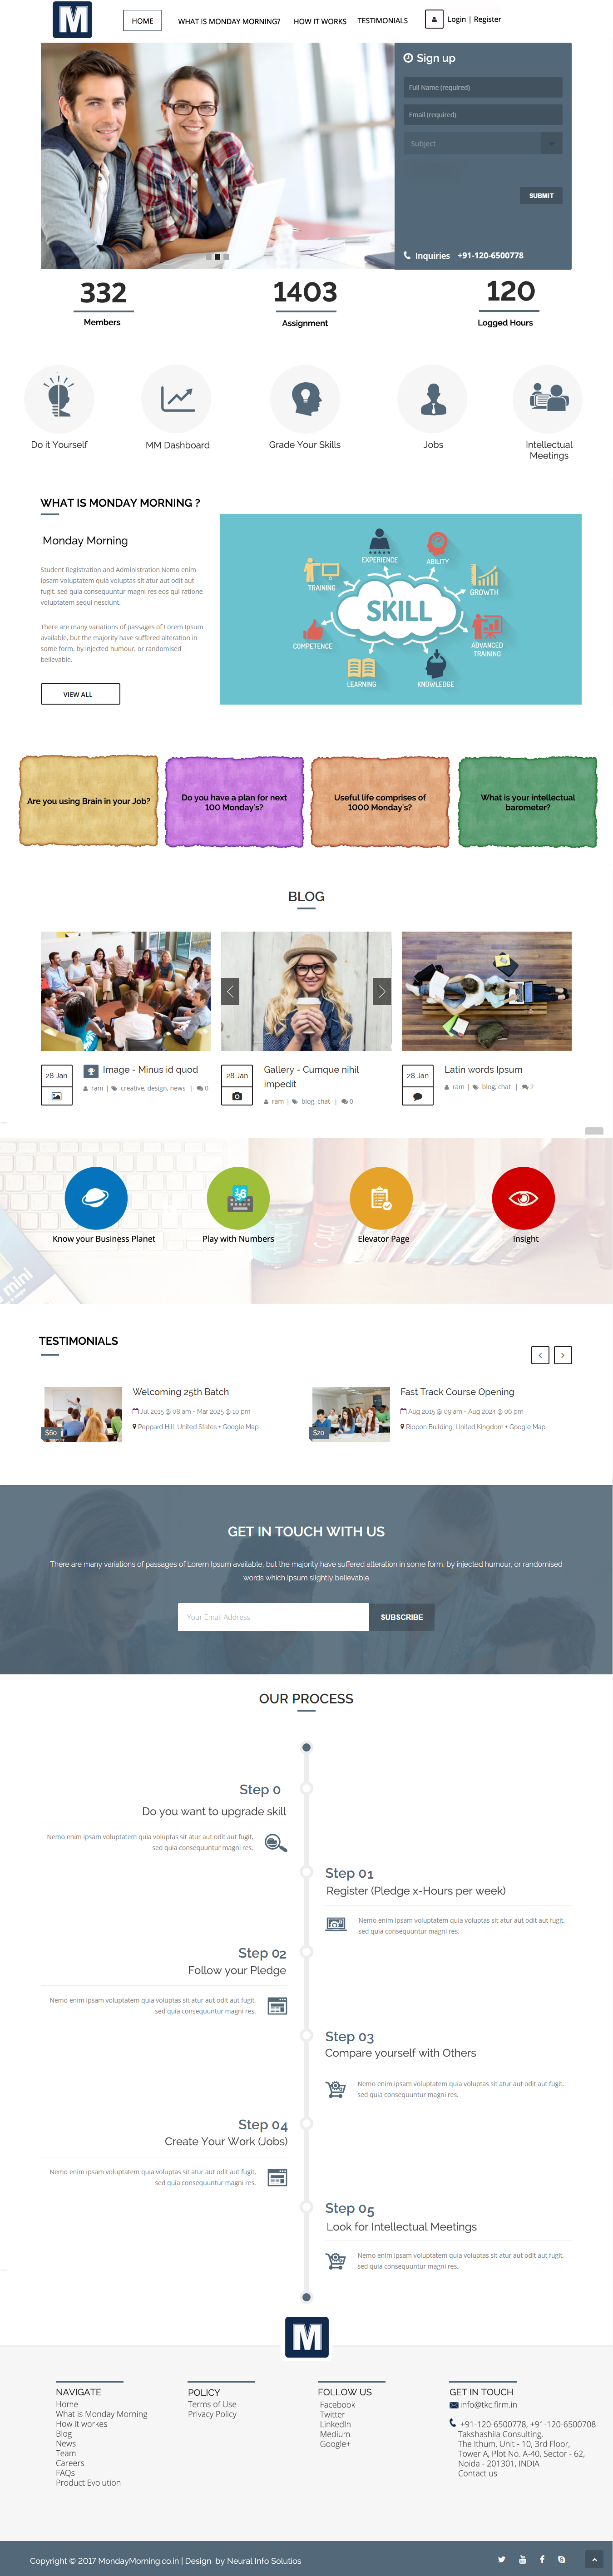 M
HOME
WHAT IS MONDAY MORNING?
HOW IT WORKS
TESTIMONIALS
Login | Register
Sign up
Full Name (required)
Email (required)
Subject
SUBMIT
Inquiries +91-120-6500778
332
Members
1403
Assignment
120
Logged Hours
Do it Yourself
MM Dashboard
Grade Your Skills
Jobs
Intellectual
Meetings
WHAT IS MONDAY MORNING ?
Monday Morning
Student Registration and Administration Nemo enim
ipsam voluptatem quia voluptas sit atur aut odit aut
fugit, sed quia consequuntur magni res eos qui ratione
voluptatem sequi nesciunt.
There are many variations of passages of Lorem Ipsum
available, but the majority have suffered alteration in
some form, by injected humour, or randomised
believable.
VIEW ALL
EXPERIENCE
ABILITY
TRAINING
GROWTH
SKILL
COMPETENCE
ADVANCED
TRAINING
LEARNING
KNOWLEDGE
Are you using Brain in your Job?
Do you have a plan for next
100 Monday's?
Useful life comprises of
1000 Monday's?
What is your intellectual
barometer?
BLOG
28 Jan
Image - Minus id quod
ram | creative, design, news | 0
28 Jan
Gallery - Cumque nihil
impedit
ram | blog, chat | 0
28 Jan
Latin words Ipsum
ram | blog, chat | 2
mini
Know your Business Planet
Play with Numbers
Elevator Page
Insight
TESTIMONIALS
$60
Welcoming 25th Batch
Jul 2015 @ 08 am - Mar 2025 @ 10 pm
Peppard Hill, United States + Google Map
$20
Fast Track Course Opening
Aug 2015 @ 09 am - Aug 2024 @ 06 pm
Rippon Building, United Kingdom + Google Map
GET IN TOUCH WITH US
There are many variations of passages of Lorem Ipsum available, but the majority have suffered alteration in some form, by injected humour, or randomised
words which Ipsum slightly believable
Your Email Address
SUBSCRIBE
OUR PROCESS
Step 0
Do you want to upgrade skill
Nemo enim ipsam voluptatem quia voluptas sit atur aut odit aut fugit,
sed quia consequuntur magni res.
Step 01
Register (Pledge x-Hours per week)
Nemo enim ipsam voluptatem quia voluptas sit atur aut odit aut fugit,
sed quia consequuntur magni res.
Step 02
Follow your Pledge
Nemo enim ipsam voluptatem quia voluptas sit atur aut odit aut fugit,
sed quia consequuntur magni res.
Step 03
Compare yourself with Others
Nemo enim ipsam voluptatem quia voluptas sit atur aut odit aut fugit,
sed quia consequuntur magni res.
Step 04
Create Your Work (Jobs)
Nemo enim ipsam voluptatem quia voluptas sit atur aut odit aut fugit,
sed quia consequuntur magni res.
Step 05
Look for Intellectual Meetings
Nemo enim ipsam voluptatem quia voluptas sit atur aut odit aut fugit,
sed quia consequuntur magni res.
M
NAVIGATE
Home
What is Monday Morning
How it workes
Blog
News
Team
Careers
FAQs
Product Evolution
POLICY
Terms of Use
Privacy Policy
FOLLOW US
Facebook
Twitter
LinkedIn
Medium
Google+
GET IN TOUCH
info@tkc.firm.in
+91-120-6500778, +91-120-6500708
Takshashila Consulting,
The Ithum, Unit - 10, 3rd Floor,
Tower A, Plot No. A-40, Sector - 62,
Noida - 201301, INDIA
Contact us
Copyright © 2017 MondayMorning.co.in | Design by Neural Info Solutios